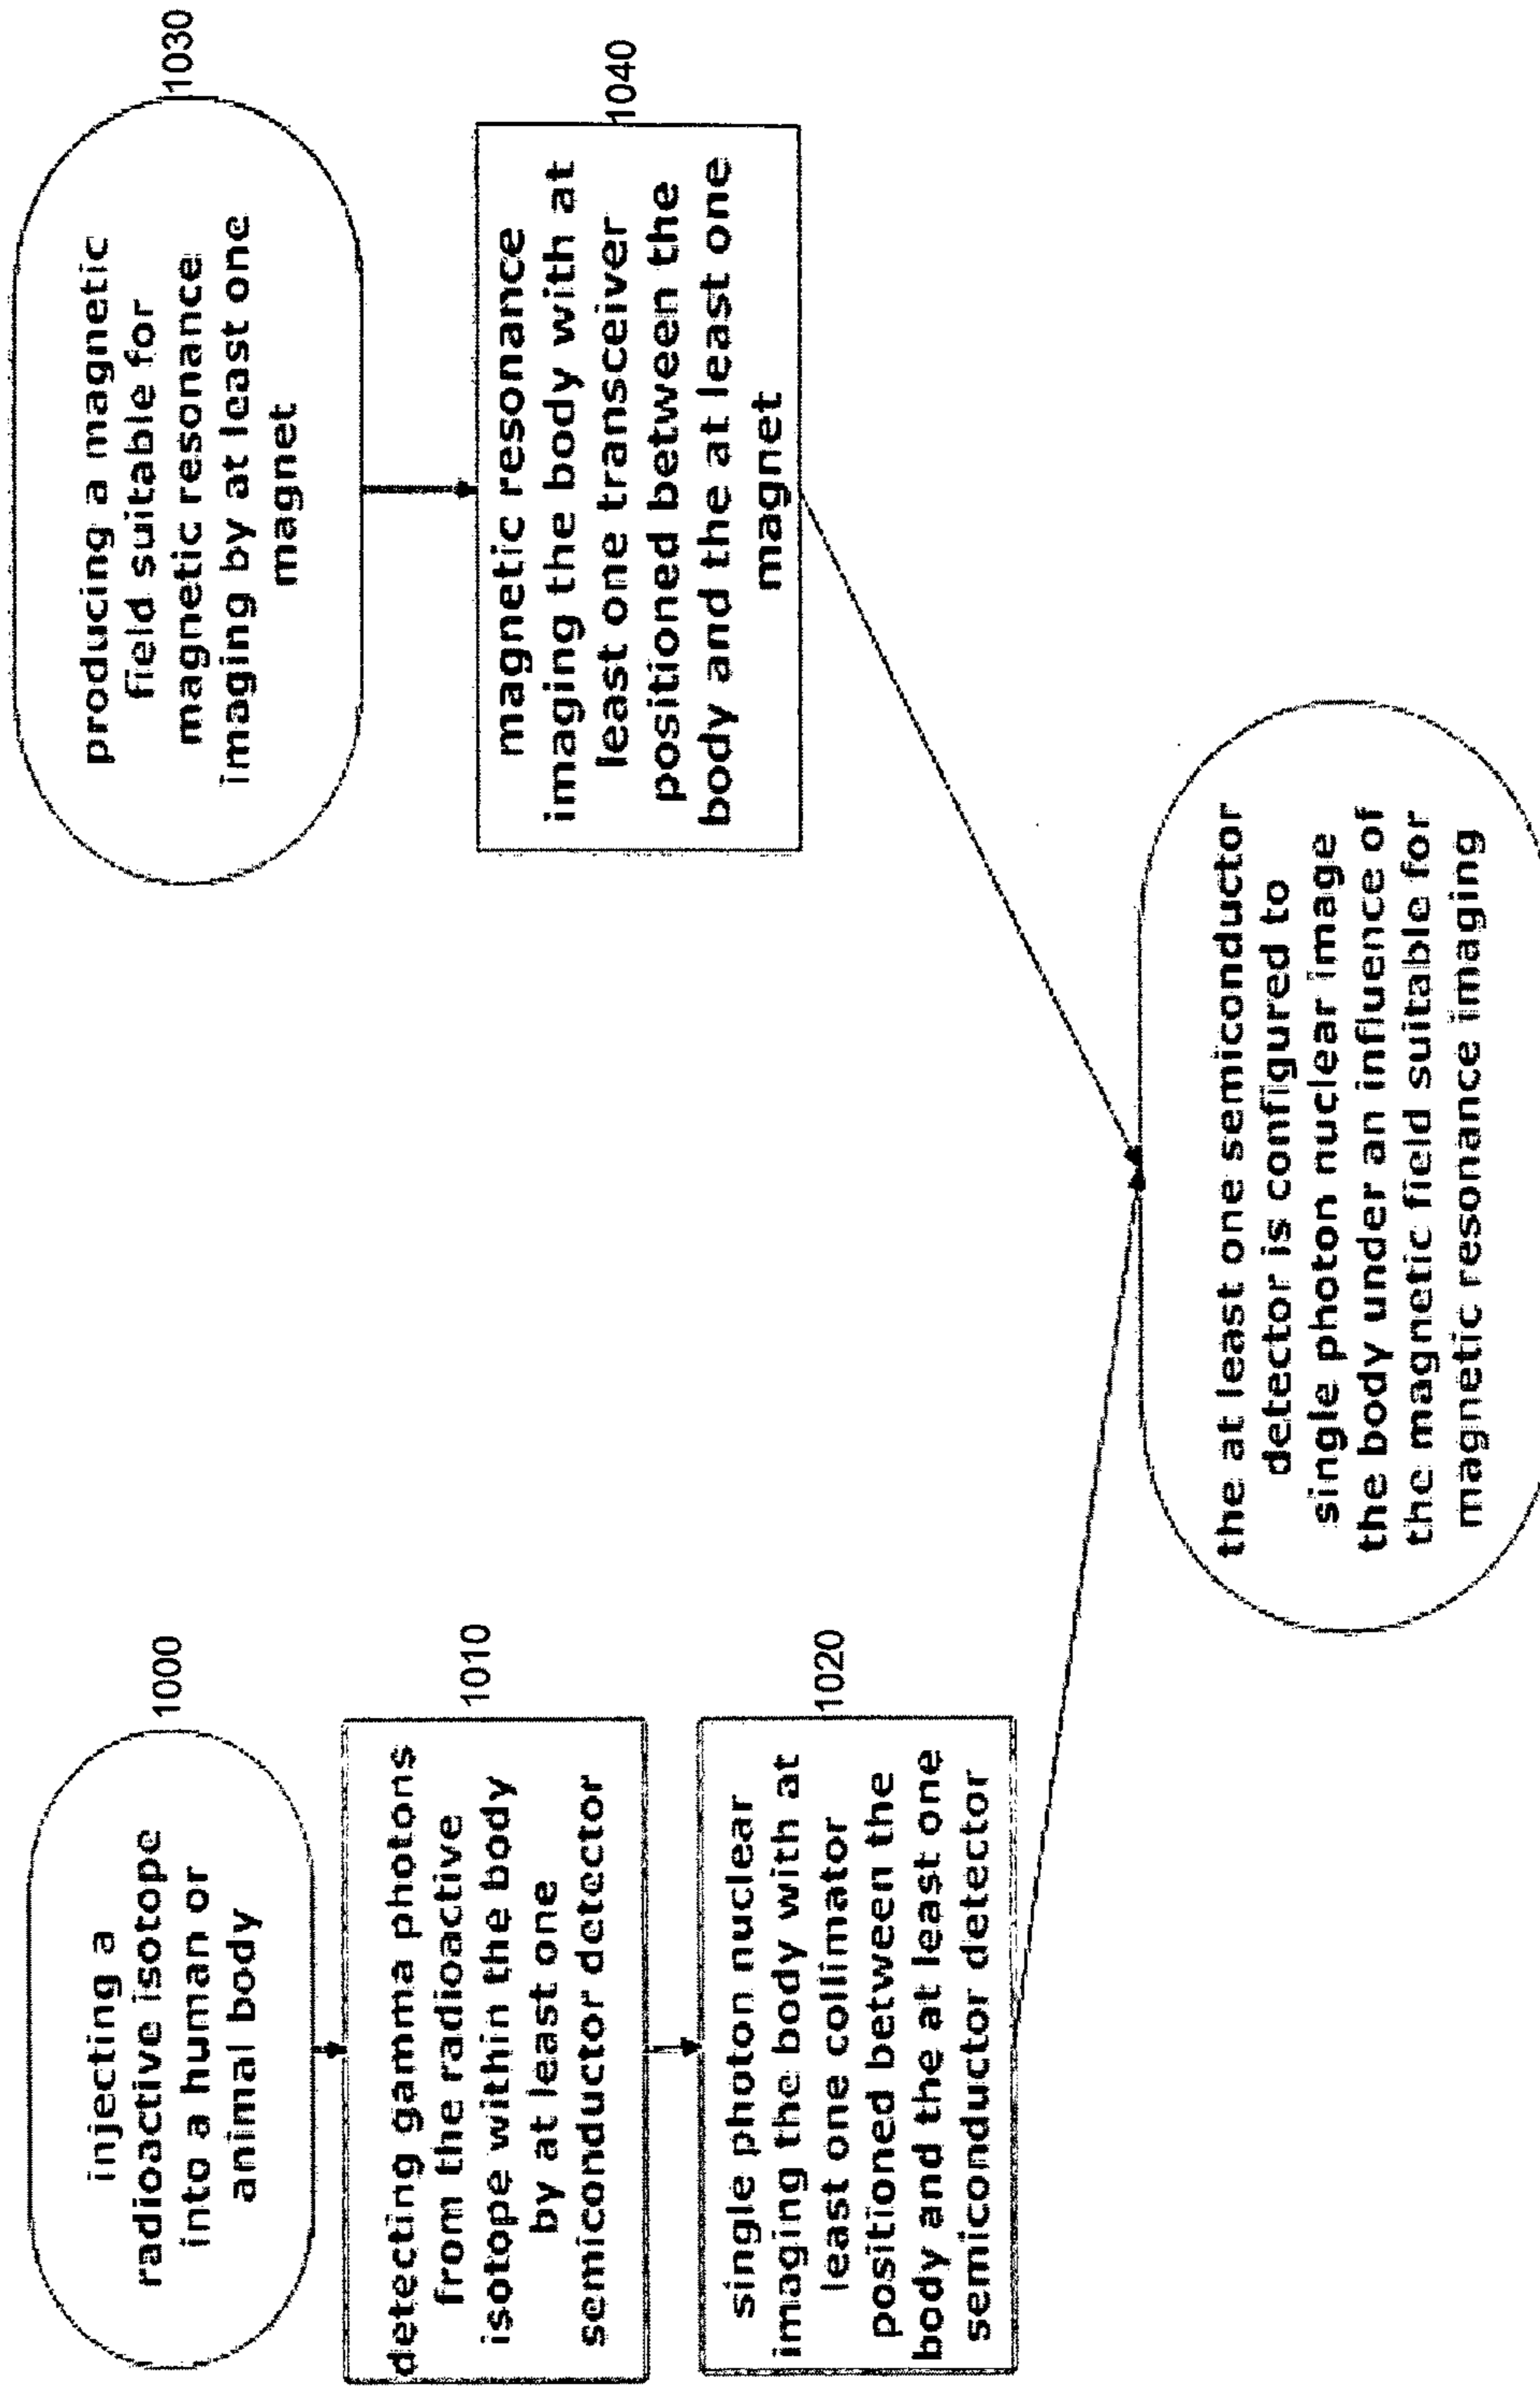 injecting a
radioactive isotope
into a human or
animal body
1000
detecting gamma photons
from the radioactive
isotope within the body
by at least one
semiconductor detector
1010
single photon nuclear
imaging the body with at
least one collimator
positioned between the
body and the at least one
semiconductor detector
1020
producing a magnetic
field suitable for
magnetic resonance
imaging by at least one
magnet
1030
magnetic resonance
imaging the body with at
least one transceiver
positioned between the
body and the at least one
magnet
1040
the at least one semiconductor
detector is configured to
single photon nuclear image
the body under an influence of
the magnetic field suitable for
magnetic resonance imaging